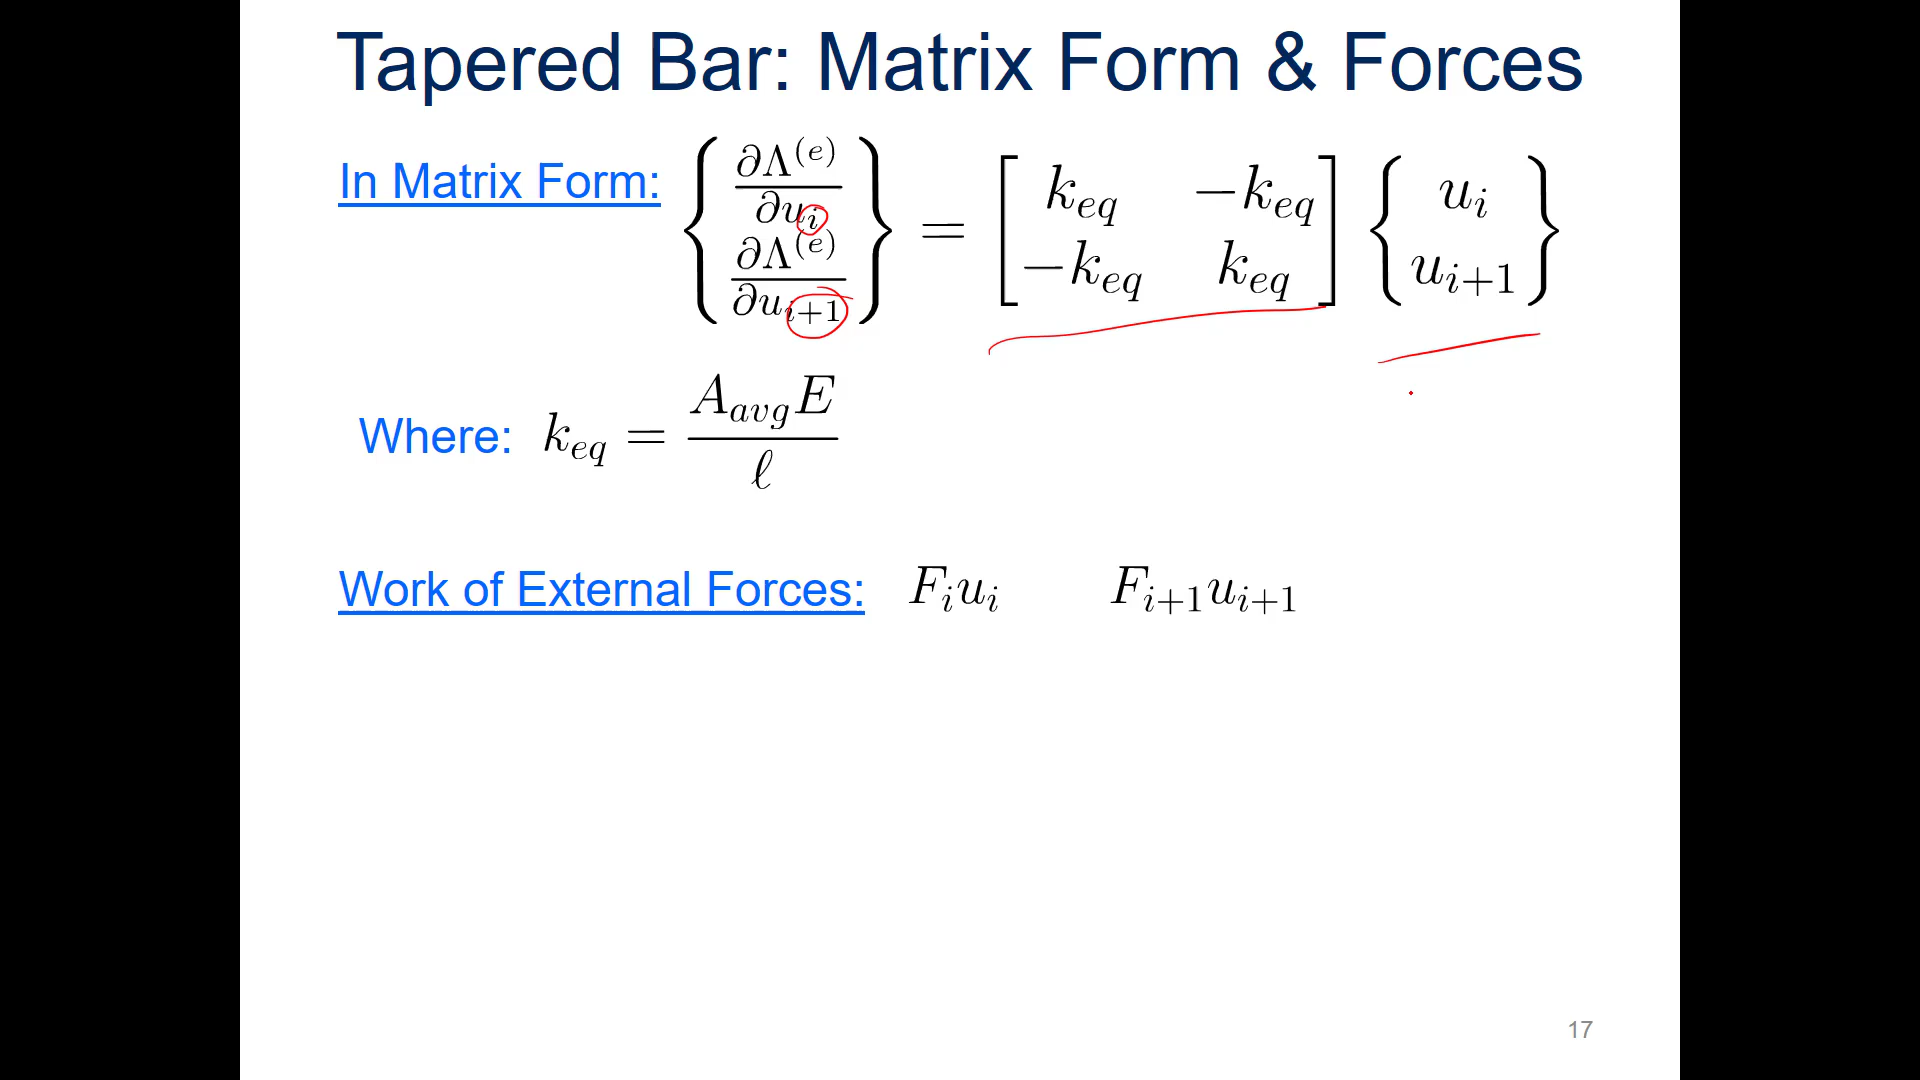 Tapered Bar: Matrix Form & Forces
In Matrix Form: { ∂Λ^(e)/∂u_i ; ∂Λ^(e)/∂u_{i+1} } = [ k_eq −k_eq ; −k_eq k_eq ] { u_i ; u_{i+1} }
Where: k_eq = A_avg E / ℓ
Work of External Forces: F_i u_i F_{i+1} u_{i+1}
17